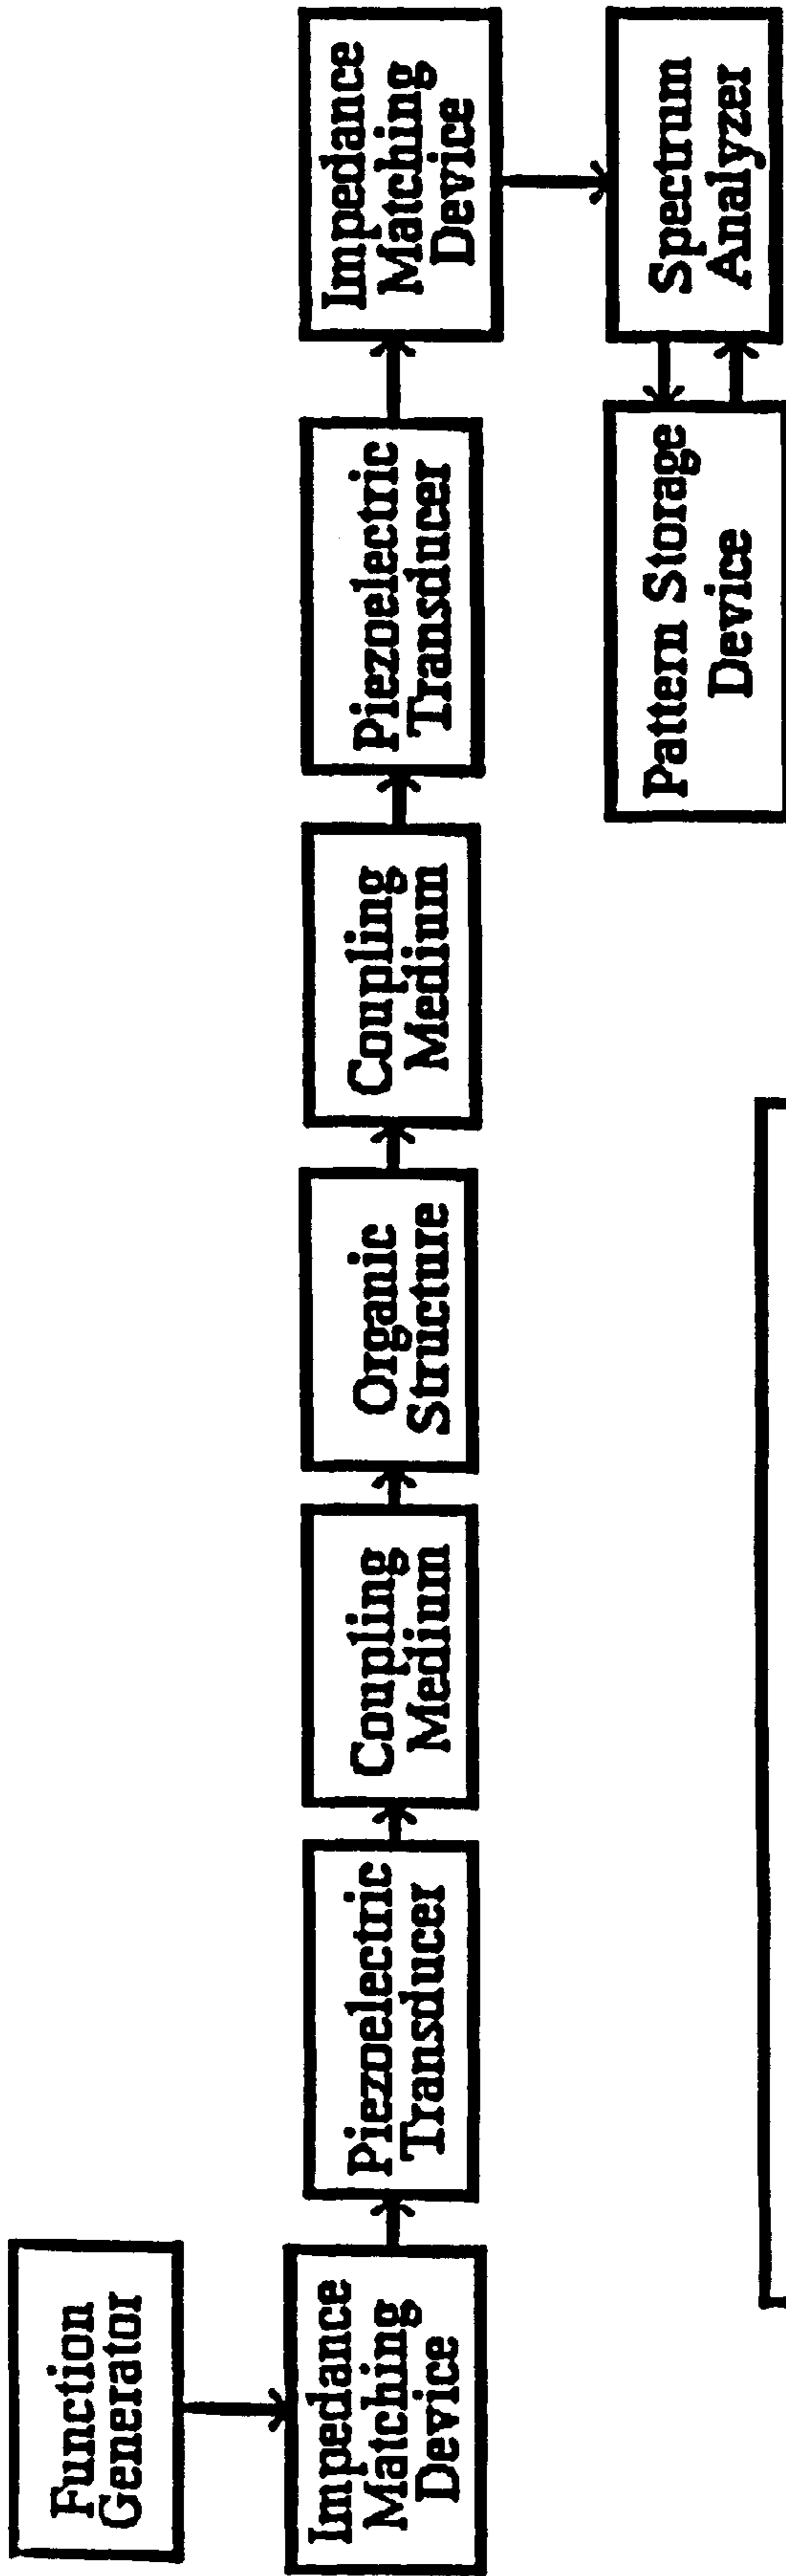 Function
Generator
Impedance
Matching
Device
Piezoelectric
Transducer
Coupling
Medium
Organic
Structure
Coupling
Medium
Piezoelectric
Transducer
Impedance
Matching
Device
Spectrum
Analyzer
Pattern Storage
Device